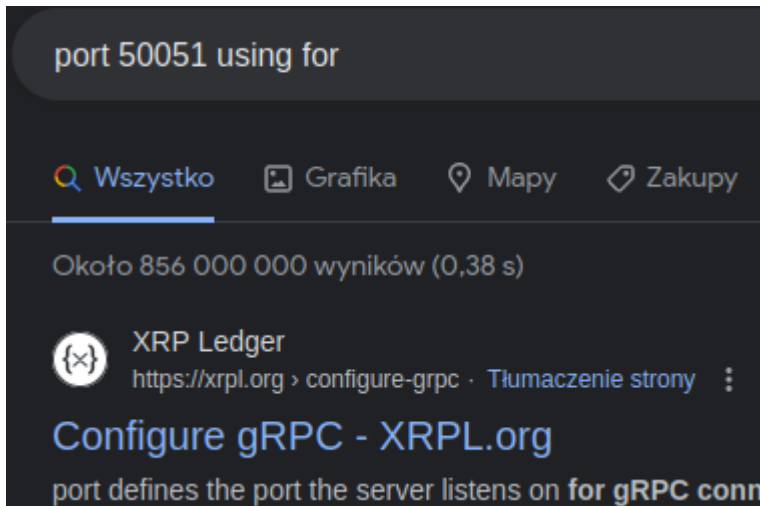 port 50051 using for
Wszystko Grafika Mapy Zakupy
Około 856 000 000 wyników (0,38 s)
{×} XRP Ledger
https://xrpl.org › configure-grpc · Tłumaczenie strony
Configure gRPC - XRPL.org
port defines the port the server listens on for gRPC conn